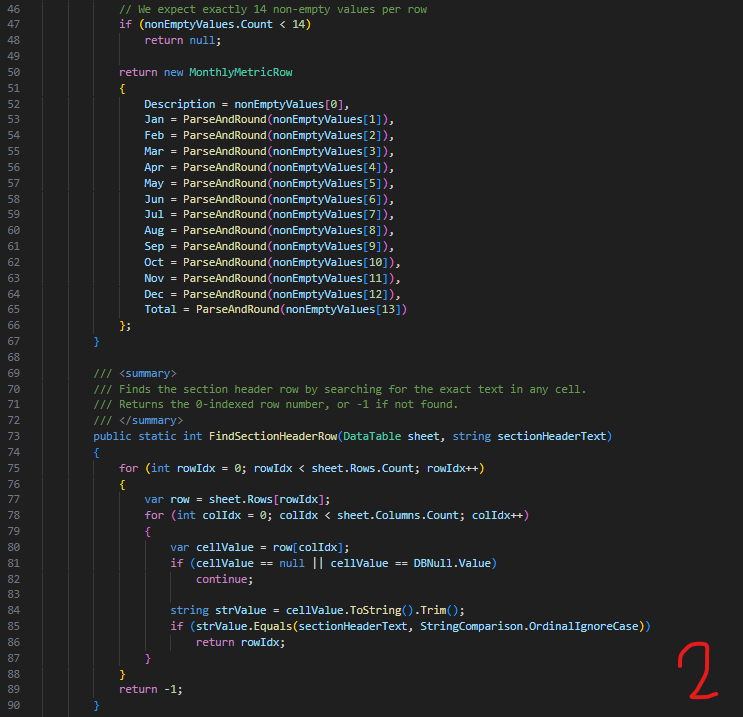 46 // We expect exactly 14 non-empty values per row
47 if (nonEmptyValues.Count < 14)
48 return null;
49
50 return new MonthlyMetricRow
51 {
52 Description = nonEmptyValues[0],
53 Jan = ParseAndRound(nonEmptyValues[1]),
54 Feb = ParseAndRound(nonEmptyValues[2]),
55 Mar = ParseAndRound(nonEmptyValues[3]),
56 Apr = ParseAndRound(nonEmptyValues[4]),
57 May = ParseAndRound(nonEmptyValues[5]),
58 Jun = ParseAndRound(nonEmptyValues[6]),
59 Jul = ParseAndRound(nonEmptyValues[7]),
60 Aug = ParseAndRound(nonEmptyValues[8]),
61 Sep = ParseAndRound(nonEmptyValues[9]),
62 Oct = ParseAndRound(nonEmptyValues[10]),
63 Nov = ParseAndRound(nonEmptyValues[11]),
64 Dec = ParseAndRound(nonEmptyValues[12]),
65 Total = ParseAndRound(nonEmptyValues[13])
66 };
67 }
68
69 /// <summary>
70 /// Finds the section header row by searching for the exact text in any cell.
71 /// Returns the 0-indexed row number, or -1 if not found.
72 /// </summary>
73 public static int FindSectionHeaderRow(DataTable sheet, string sectionHeaderText)
74 {
75 for (int rowIdx = 0; rowIdx < sheet.Rows.Count; rowIdx++)
76 {
77 var row = sheet.Rows[rowIdx];
78 for (int colIdx = 0; colIdx < sheet.Columns.Count; colIdx++)
79 {
80 var cellValue = row[colIdx];
81 if (cellValue == null || cellValue == DBNull.Value)
82 continue;
83
84 string strValue = cellValue.ToString().Trim();
85 if (strValue.Equals(sectionHeaderText, StringComparison.OrdinalIgnoreCase))
86 return rowIdx;
87 }
88 }
89 return -1;
90 }
2